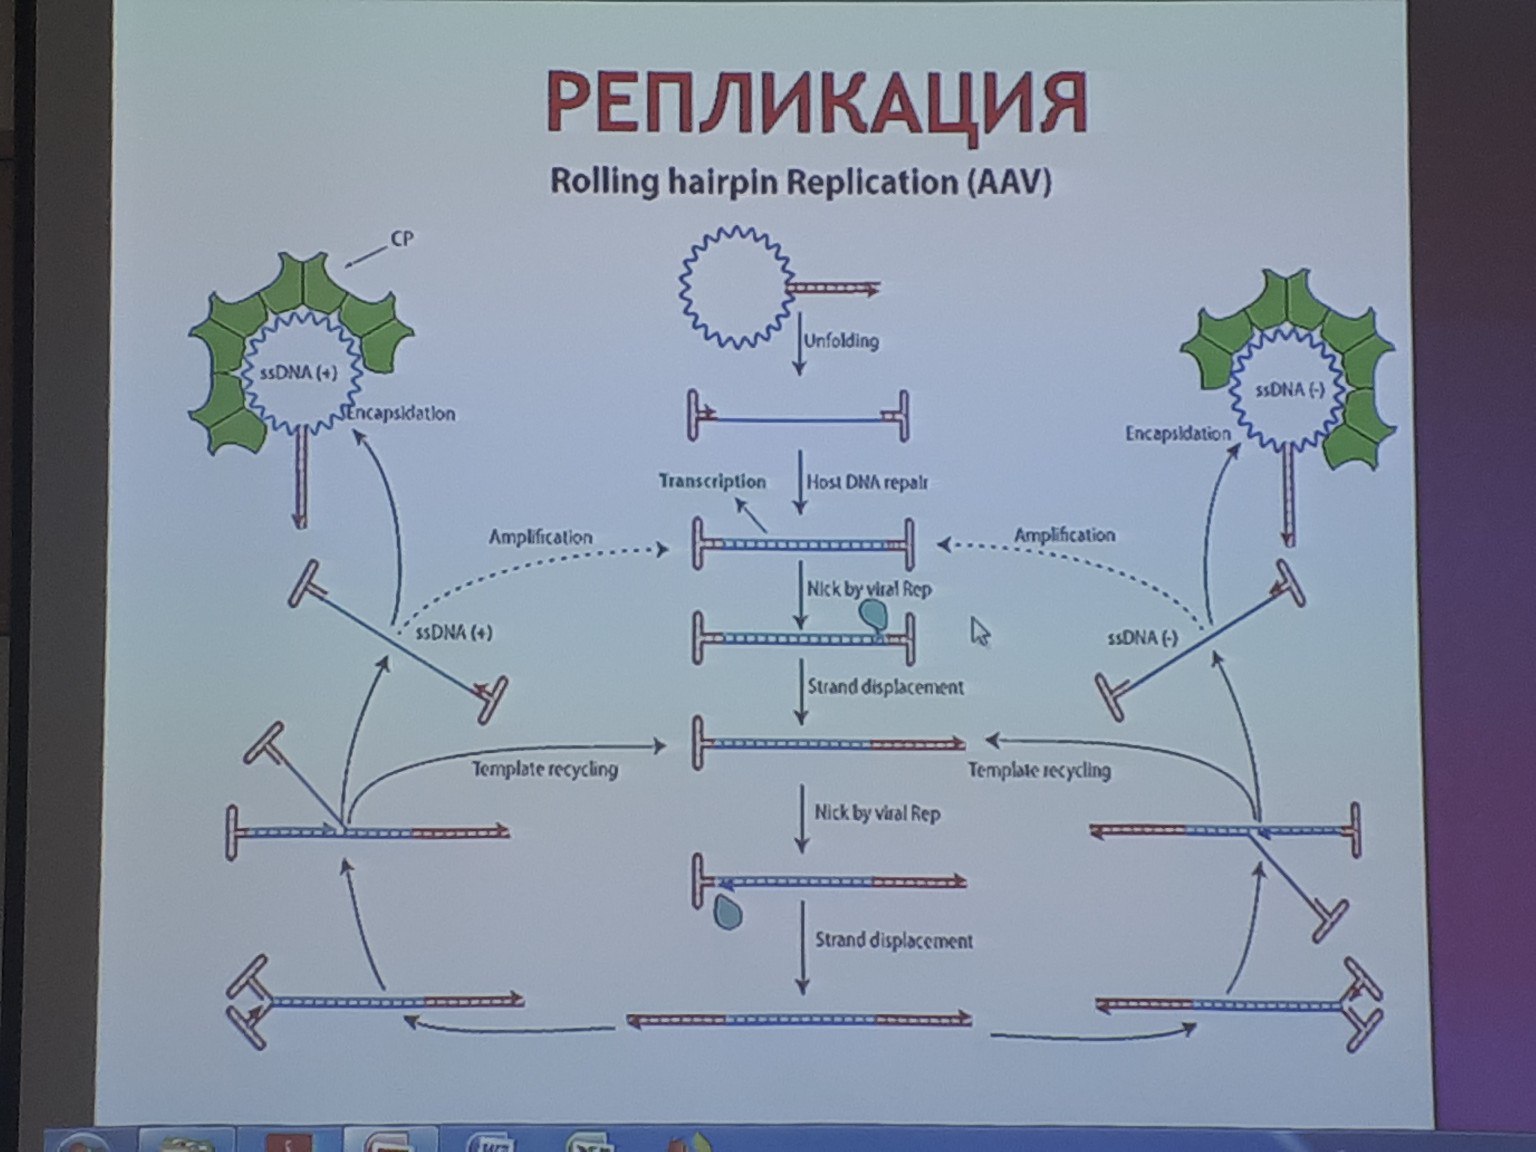 РЕПЛИКАЦИЯ
Rolling hairpin Replication (AAV)
CP
ssDNA (+)
Encapsidation
Unfolding
ssDNA (-)
Encapsidation
Transcription
Host DNA repair
Amplification
Amplification
Nick by viral Rep
ssDNA (+)
ssDNA (-)
Strand displacement
Template recycling
Template recycling
Nick by viral Rep
Strand displacement